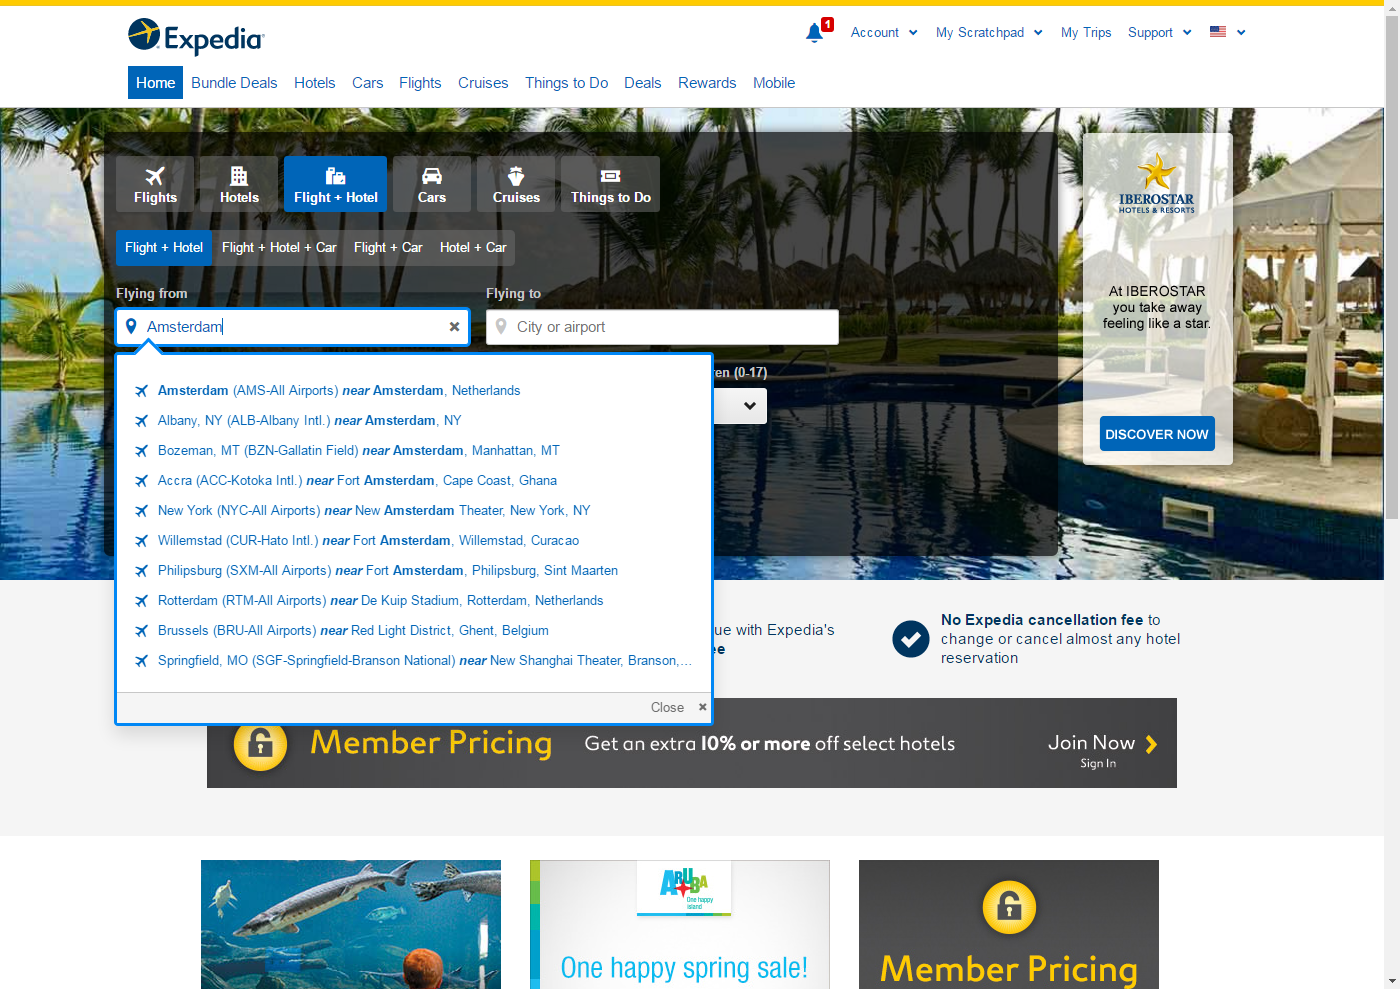 Expedia
1
Account
My Scratchpad
My Trips
Support
Home
Bundle Deals
Hotels
Cars
Flights
Cruises
Things to Do
Deals
Rewards
Mobile
Flights
Hotels
Flight + Hotel
Cars
Cruises
Things to Do
Flight + Hotel
Flight + Hotel + Car
Flight + Car
Hotel + Car
Flying from
Flying to
Amsterdam
City or airport
ren (0-17)
Amsterdam (AMS-All Airports) near Amsterdam, Netherlands
Albany, NY (ALB-Albany Intl.) near Amsterdam, NY
Bozeman, MT (BZN-Gallatin Field) near Amsterdam, Manhattan, MT
Accra (ACC-Kotoka Intl.) near Fort Amsterdam, Cape Coast, Ghana
New York (NYC-All Airports) near New Amsterdam Theater, New York, NY
Willemstad (CUR-Hato Intl.) near Fort Amsterdam, Willemstad, Curacao
Philipsburg (SXM-All Airports) near Fort Amsterdam, Philipsburg, Sint Maarten
Rotterdam (RTM-All Airports) near De Kuip Stadium, Rotterdam, Netherlands
Brussels (BRU-All Airports) near Red Light District, Ghent, Belgium
Springfield, MO (SGF-Springfield-Branson National) near New Shanghai Theater, Branson,...
Close
IBEROSTAR
HOTELS & RESORTS
At IBEROSTAR
you take away
feeling like a star.
DISCOVER NOW
ue with Expedia's
ee
No Expedia cancellation fee to
change or cancel almost any hotel
reservation
Member Pricing
Get an extra 10% or more off select hotels
Join Now
Sign In
ARUBA
One happy
island
One happy spring sale!
Member Pricing